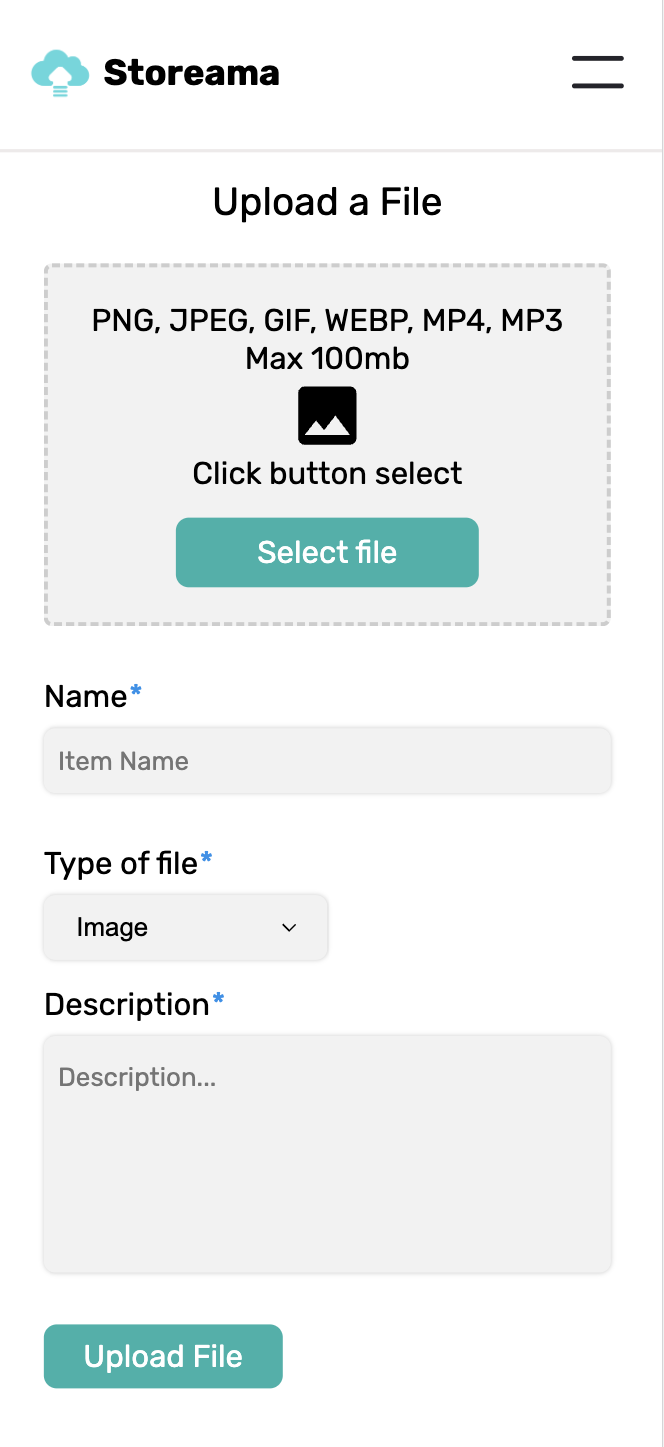 Storeama
Upload a File
PNG, JPEG, GIF, WEBP, MP4, MP3
Max 100mb
Click button select
Select file
Name*
Item Name
Type of file*
Image
Description*
Description...
Upload File